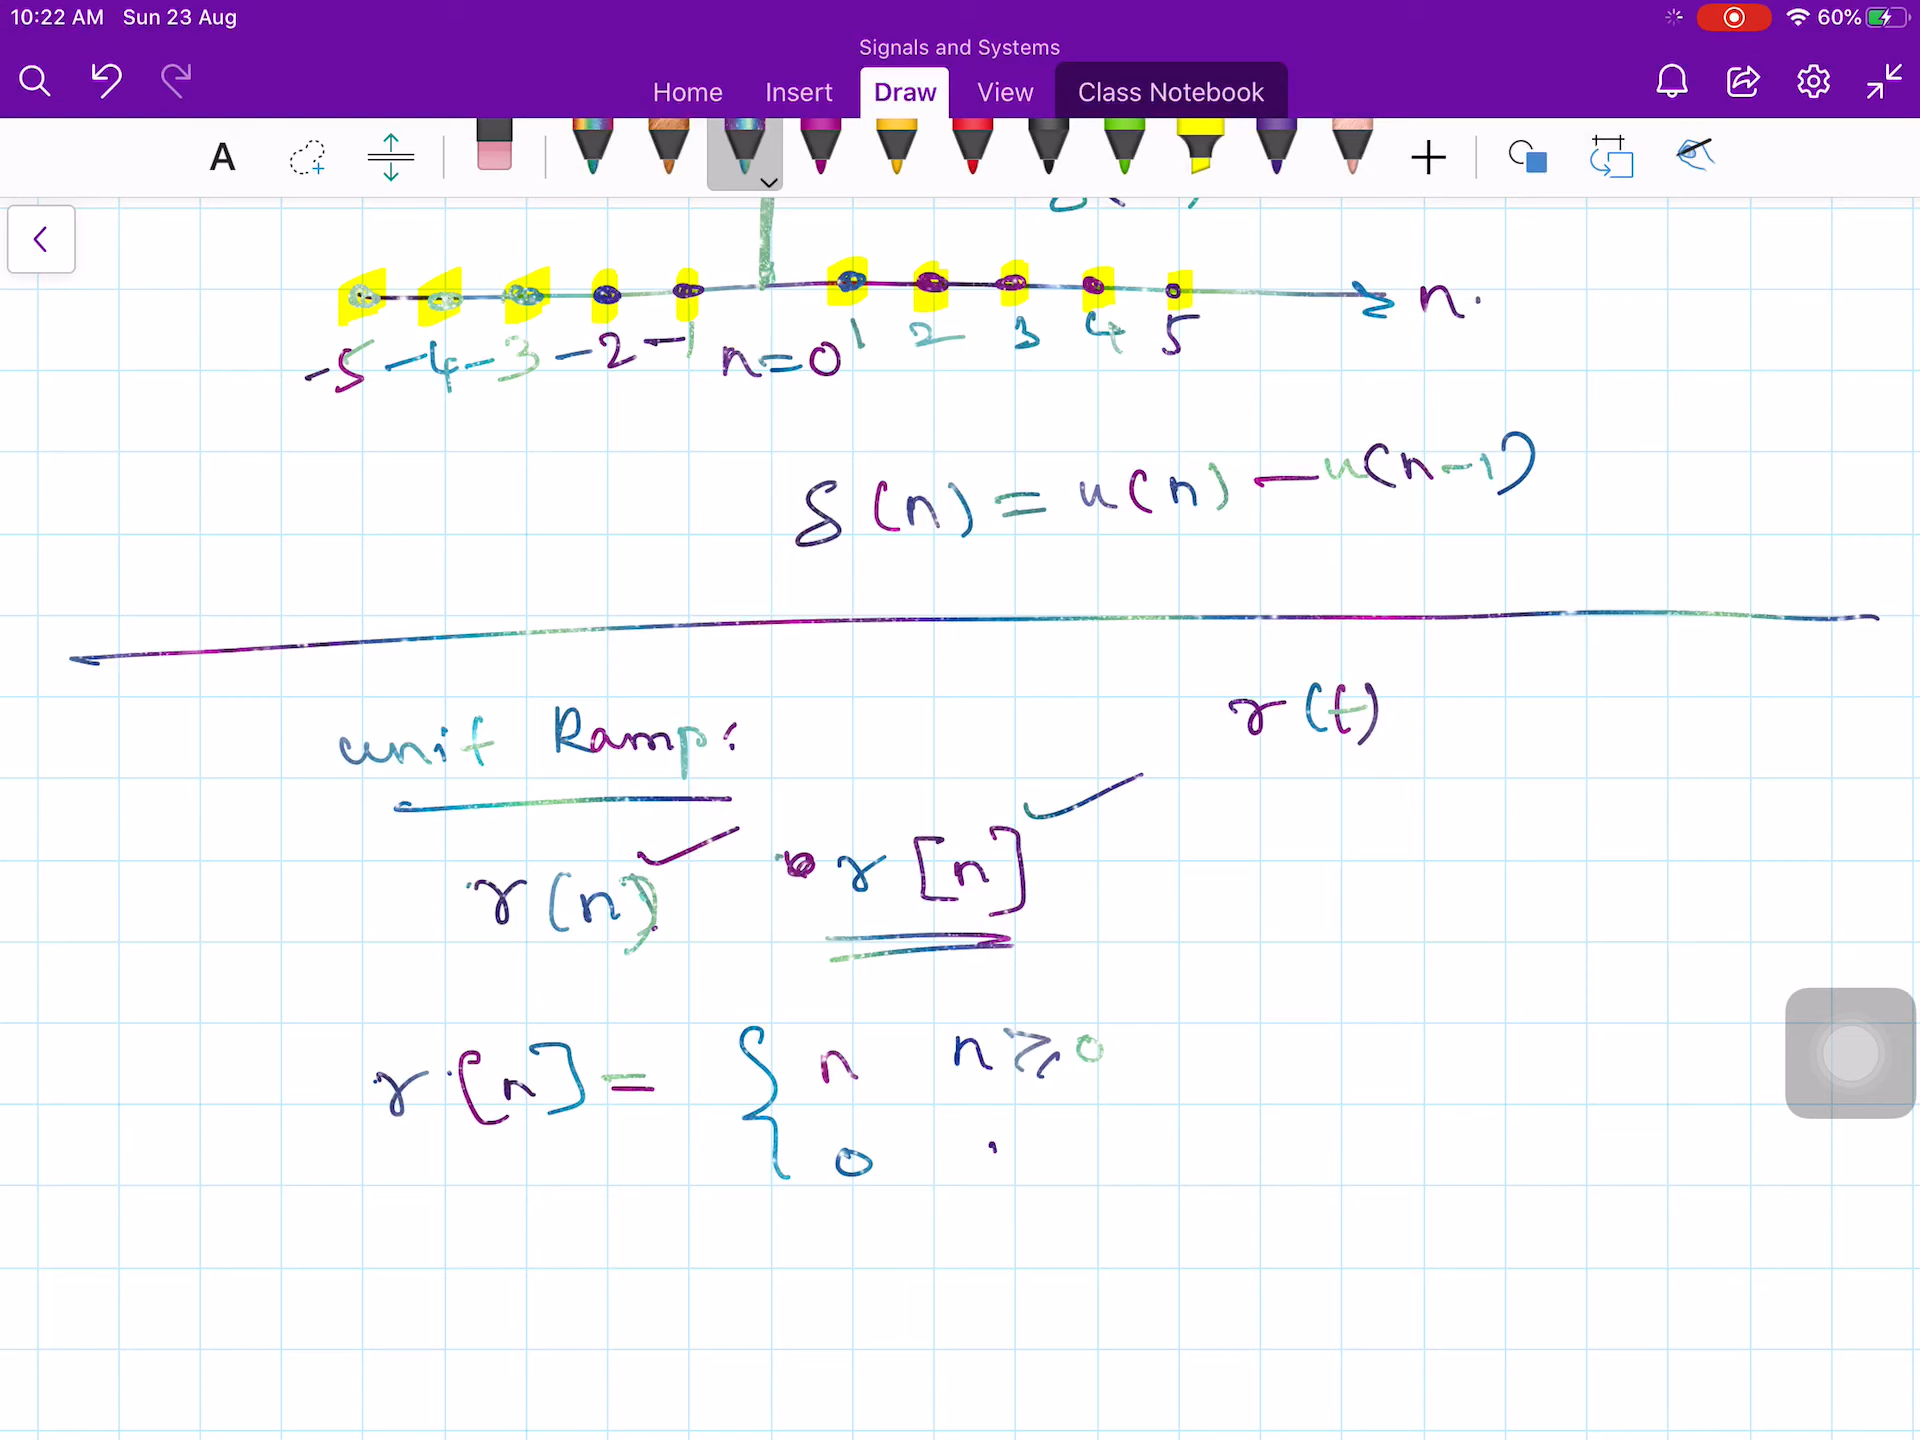 10:22 AM Sun 23 Aug
60%
Signals and Systems
Home Insert Draw View Class Notebook
A
n.
-5 -4 -3 -2 -1 n=0 1 2 3 4 5
δ(n) = u(n) - u(n-1)
unit Ramp:
r(t)
r(n) r[n]
r[n] = { n n ≥ 0
0